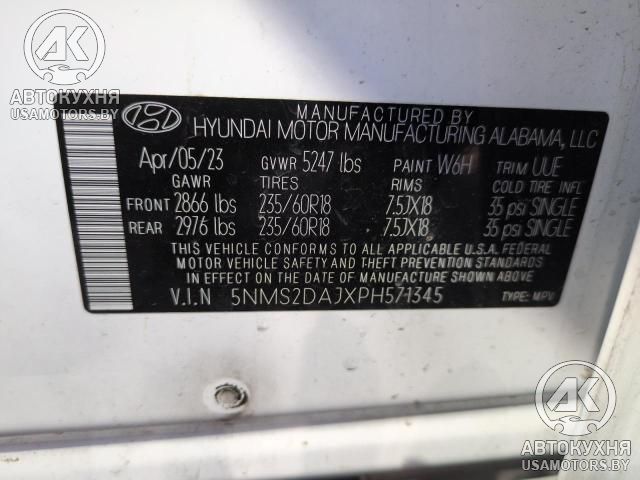 AK
АВТОКУХНЯ
USAMOTORS.BY
MANUFACTURED BY
HYUNDAI MOTOR MANUFACTURING ALABAMA, LLC
Apr/05/23 GVWR 5247 lbs PAINT W6H TRIM UUE
GAWR TIRES RIMS COLD TIRE INFL
FRONT 2866 lbs 235/60R18 7.5JX18 35 psi SINGLE
REAR 2976 lbs 235/60R18 7.5JX18 35 psi SINGLE
THIS VEHICLE CONFORMS TO ALL APPLICABLE U.S.A. FEDERAL
MOTOR VEHICLE SAFETY AND THEFT PREVENTION STANDARDS
IN EFFECT ON THE DATE OF MANUFACTURE SHOWN ABOVE.
V.I.N 5NMS2DAJXPH571345 TYPE: MPV
AK
АВТОКУХНЯ
USAMOTORS.BY